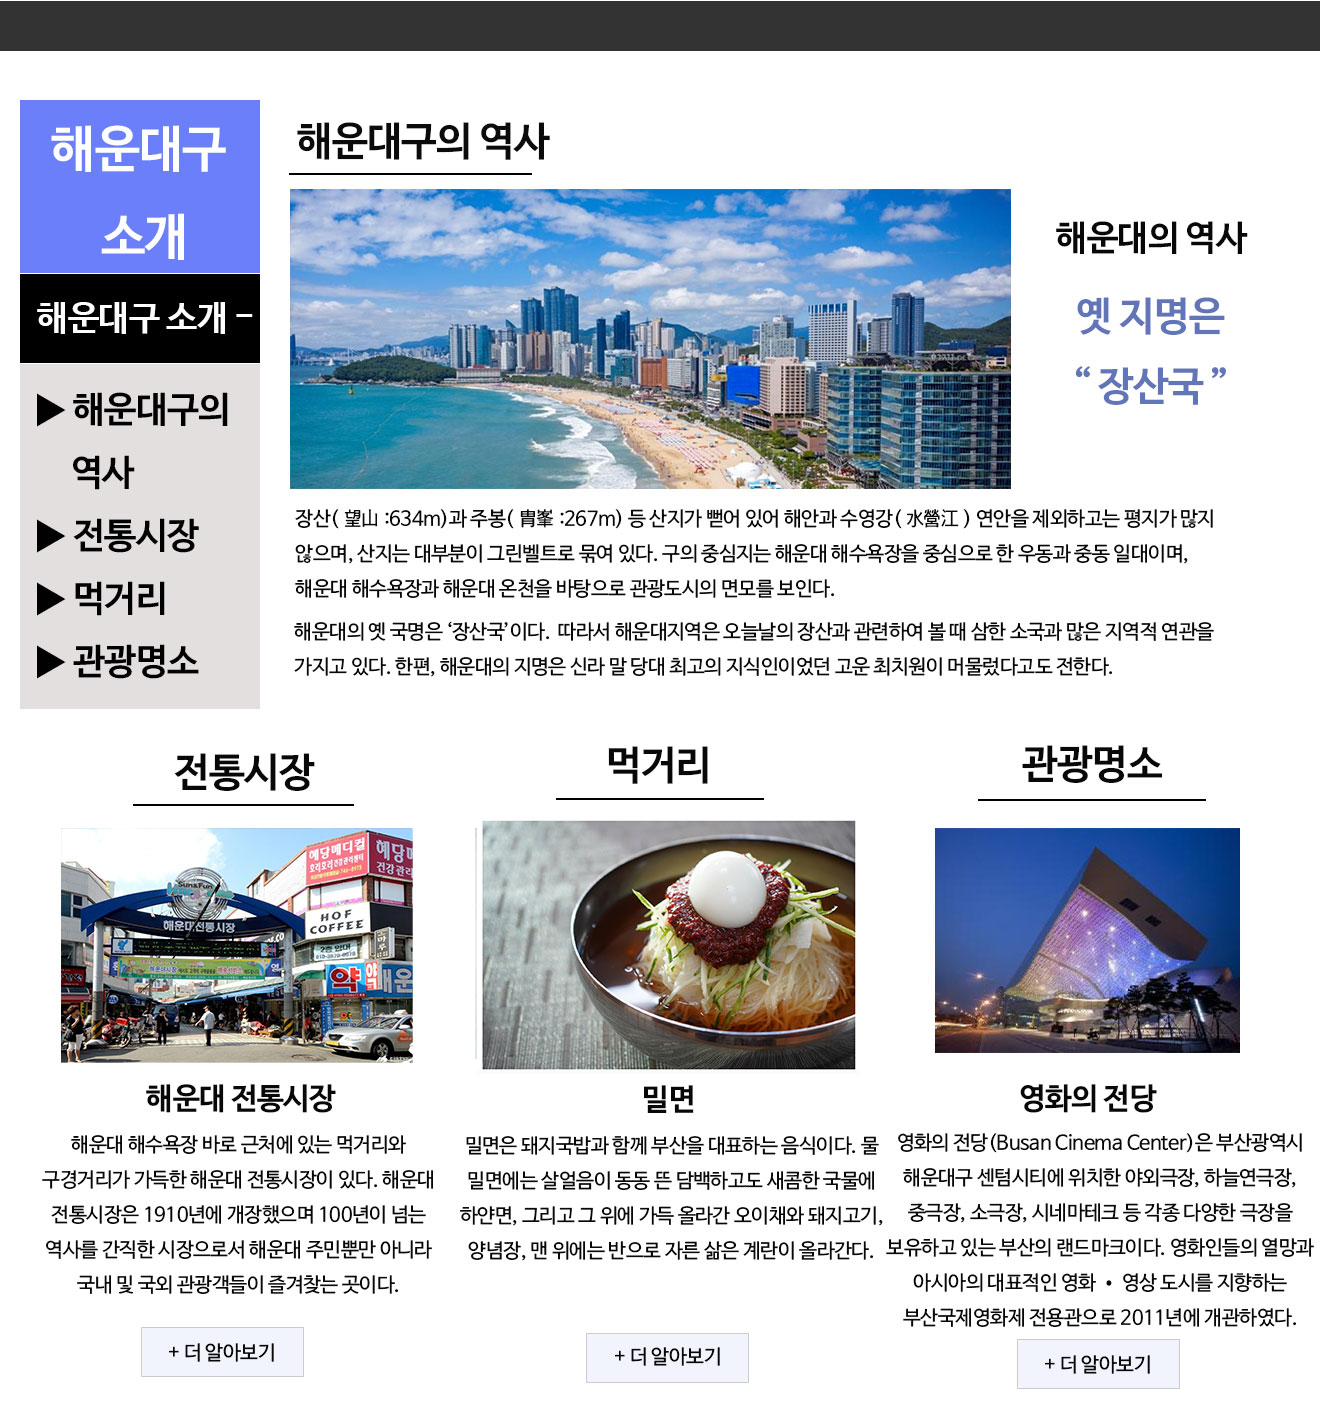 해운대구
소개
해운대구 소개 -
▶ 해운대구의
역사
▶ 전통시장
▶ 먹거리
▶ 관광명소
해운대구의 역사
해운대의 역사
옛 지명은
“ 장산국 ”
장산( 望山 :634m)과 주봉( 冑峯 :267m) 등 산지가 뻗어 있어 해안과 수영강( 水營江 ) 연안을 제외하고는 평지가 많지
않으며, 산지는 대부분이 그린벨트로 묶여 있다. 구의 중심지는 해운대 해수욕장을 중심으로 한 우동과 중동 일대이며,
해운대 해수욕장과 해운대 온천을 바탕으로 관광도시의 면모를 보인다.
해운대의 옛 국명은 ‘장산국’이다. 따라서 해운대지역은 오늘날의 장산과 관련하여 볼 때 삼한 소국과 많은 지역적 연관을
가지고 있다. 한편, 해운대의 지명은 신라 말 당대 최고의 지식인이었던 고운 최치원이 머물렀다고도 전한다.
전통시장
Sun&Fun
해운대전통시장
혜당메디컬
혜당
건강관리
HOF
COFFEE
2층 임대
약
약
해운
해운대 전통시장
해운대 해수욕장 바로 근처에 있는 먹거리와
구경거리가 가득한 해운대 전통시장이 있다. 해운대
전통시장은 1910년에 개장했으며 100년이 넘는
역사를 간직한 시장으로서 해운대 주민뿐만 아니라
국내 및 국외 관광객들이 즐겨찾는 곳이다.
+ 더 알아보기
먹거리
밀면
밀면은 돼지국밥과 함께 부산을 대표하는 음식이다. 물
밀면에는 살얼음이 동동 뜬 담백하고도 새콤한 국물에
하얀면, 그리고 그 위에 가득 올라간 오이채와 돼지고기,
양념장, 맨 위에는 반으로 자른 삶은 계란이 올라간다.
+ 더 알아보기
관광명소
영화의 전당
영화의 전당(Busan Cinema Center)은 부산광역시
해운대구 센텀시티에 위치한 야외극장, 하늘연극장,
중극장, 소극장, 시네마테크 등 각종 다양한 극장을
보유하고 있는 부산의 랜드마크이다. 영화인들의 열망과
아시아의 대표적인 영화 • 영상 도시를 지향하는
부산국제영화제 전용관으로 2011년에 개관하였다.
+ 더 알아보기